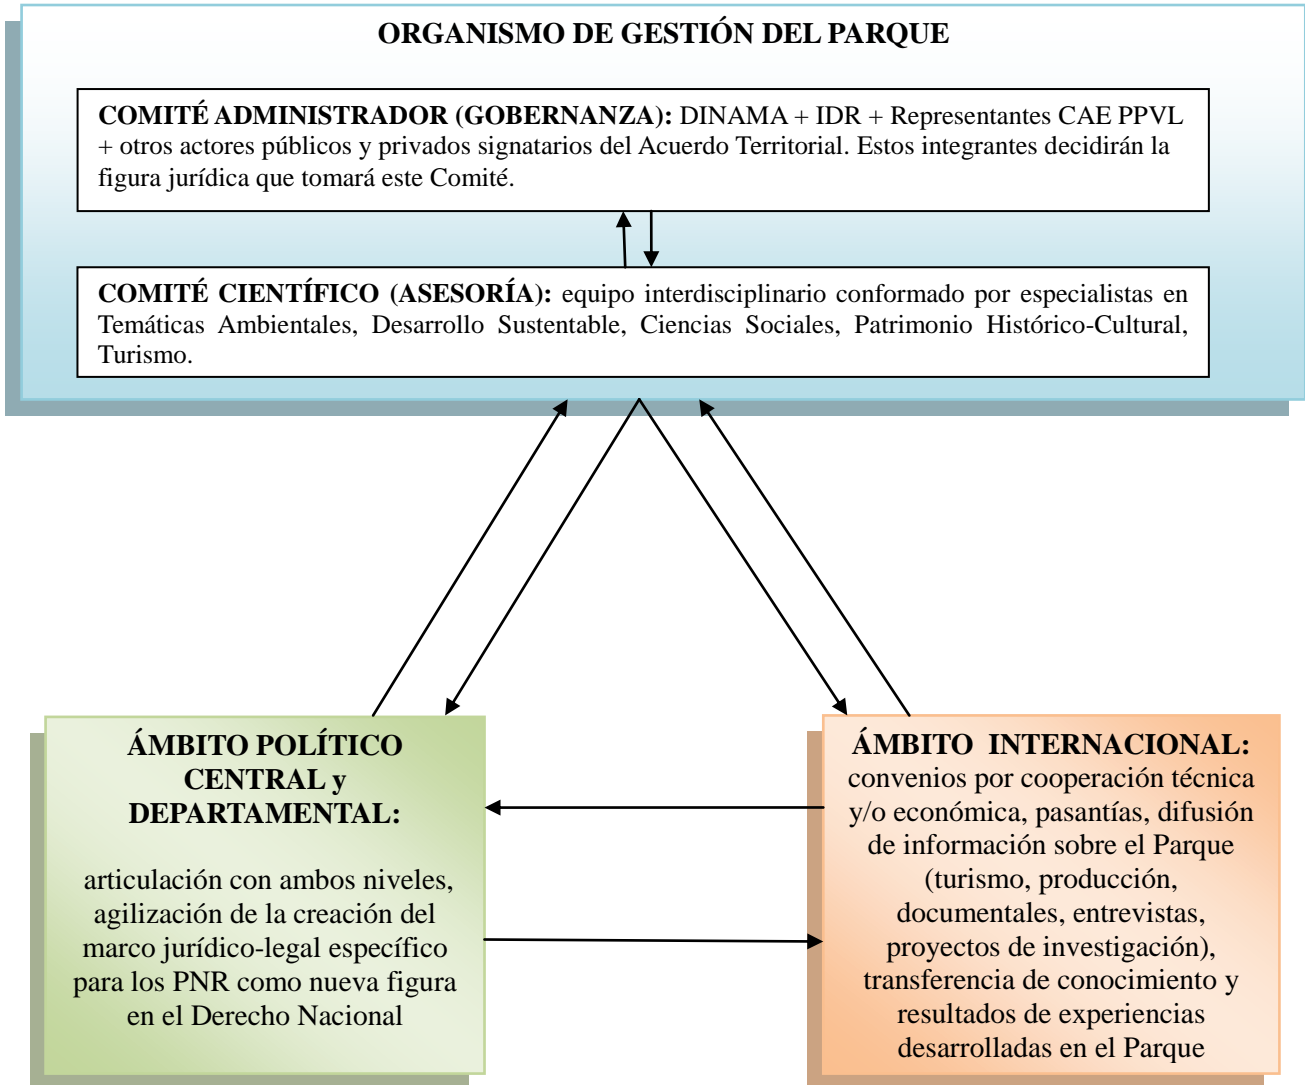 ORGANISMO DE GESTIÓN DEL PARQUE
COMITÉ ADMINISTRADOR (GOBERNANZA): DINAMA + IDR + Representantes CAE PPVL
+ otros actores públicos y privados signatarios del Acuerdo Territorial. Estos integrantes decidirán la
figura jurídica que tomará este Comité.
COMITÉ CIENTÍFICO (ASESORÍA): equipo interdisciplinario conformado por especialistas en
Temáticas Ambientales, Desarrollo Sustentable, Ciencias Sociales, Patrimonio Histórico-Cultural,
Turismo.
ÁMBITO POLÍTICO
CENTRAL y
DEPARTAMENTAL:
articulación con ambos niveles,
agilización de la creación del
marco jurídico-legal específico
para los PNR como nueva figura
en el Derecho Nacional
ÁMBITO INTERNACIONAL:
convenios por cooperación técnica
y/o económica, pasantías, difusión
de información sobre el Parque
(turismo, producción,
documentales, entrevistas,
proyectos de investigación),
transferencia de conocimiento y
resultados de experiencias
desarrolladas en el Parque